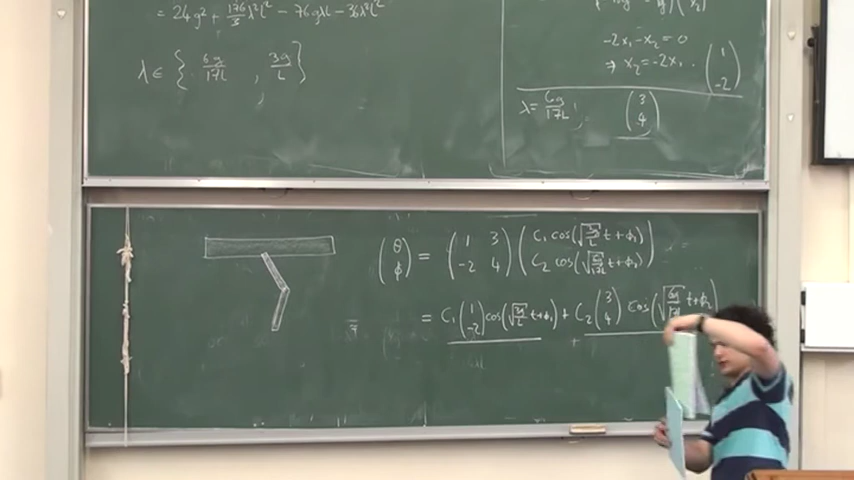 = 24g² + 176/3 λ²l² - 76gλl - 36λ²l²
λ ∈ { 6g/17L , 3g/L }
-2x₁ - x₂ = 0
⇒ x₂ = -2x₁ . (1 -2)
λ = 6g/17L , (3 4)
(θ φ) = (1 3 -2 4) (C₁ cos(√(3g/L) t + φ₁) C₂ cos(√(6g/17L) t + φ₂))
= C₁ (1 -2) cos(√(3g/L) t + φ₁) + C₂ (3 4) cos(√(6g/17L) t + φ₂)